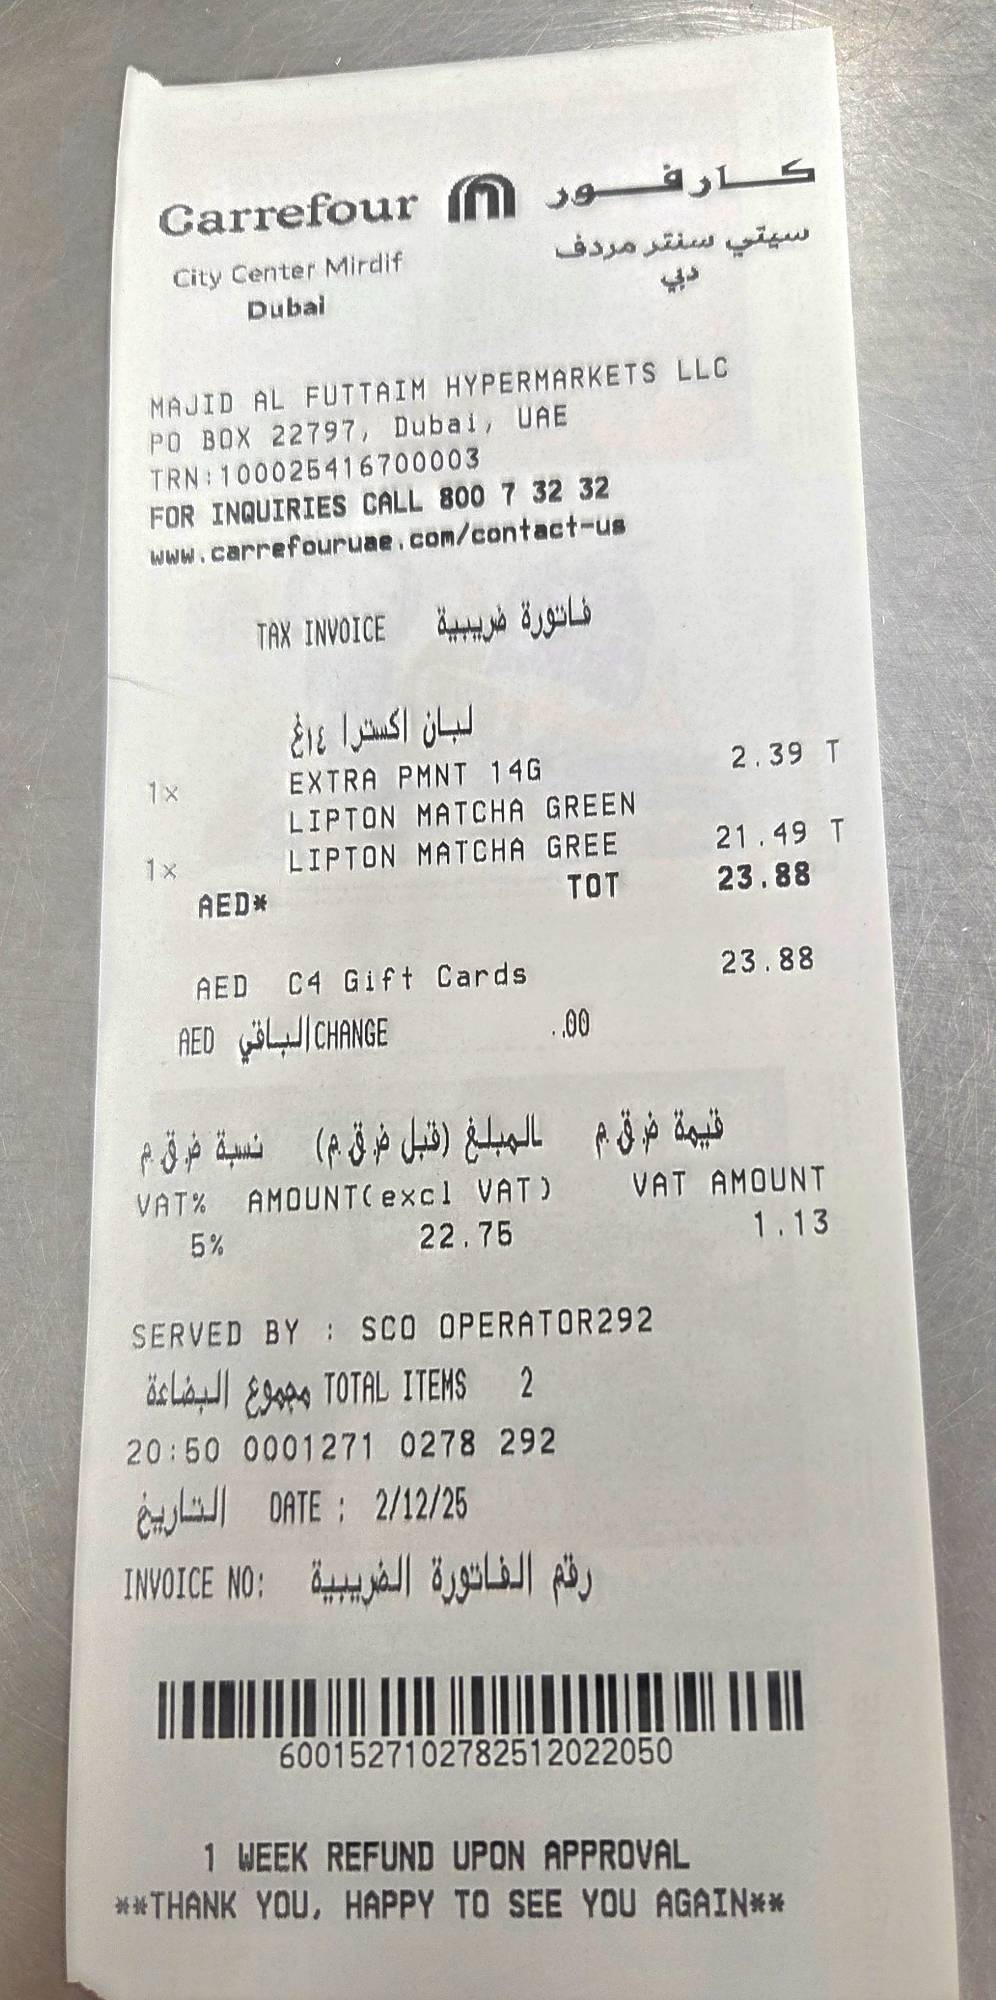 Carrefour كارفور
City Center Mirdif سيتي سنتر مردف
Dubai دبي
MAJID AL FUTTAIM HYPERMARKETS LLC
PO BOX 22797, Dubai, UAE
TRN:100025416700003
FOR INQUIRIES CALL 800 7 32 32
www.carrefouruae.com/contact-us
TAX INVOICE فاتورة ضريبية
لبان اكسترا ١٤غ
1x EXTRA PMNT 14G 2.39 T
LIPTON MATCHA GREEN
1x LIPTON MATCHA GREE 21.49 T
AED* TOT 23.88
AED C4 Gift Cards 23.88
AED الباقي CHANGE ..00
نسبة ض.ق.م المبلغ (قبل ض.ق.م) قيمة ض.ق.م
VAT% AMOUNT(excl VAT) VAT AMOUNT
5% 22.75 1.13
SERVED BY : SCO OPERATOR292
مجموع البضاعة TOTAL ITEMS 2
20:50 0001271 0278 292
التاريخ DATE : 2/12/25
INVOICE NO: رقم الفاتورة الضريبية
6001527102782512022050
1 WEEK REFUND UPON APPROVAL
**THANK YOU, HAPPY TO SEE YOU AGAIN**